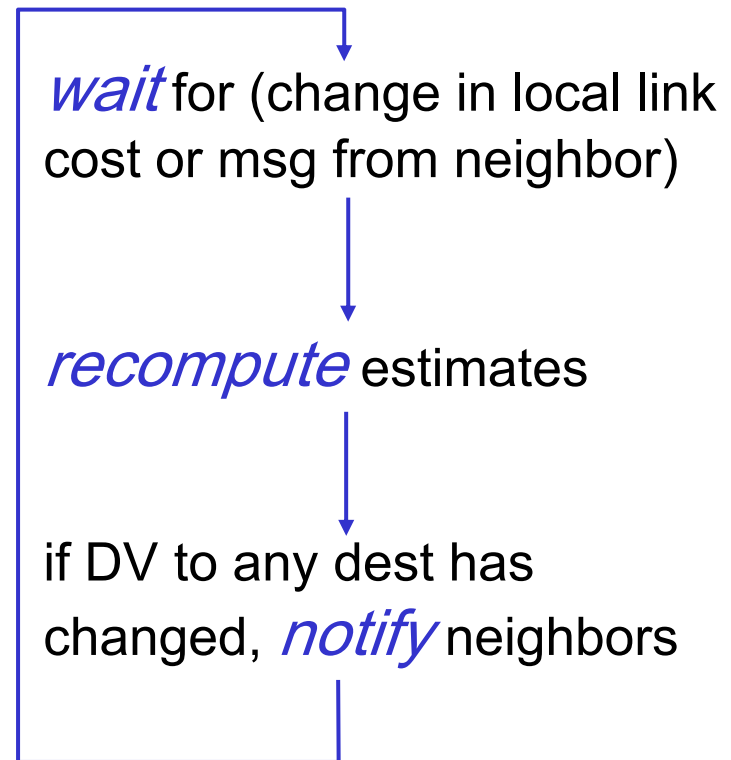 wait for (change in local link
cost or msg from neighbor)
recompute estimates
if DV to any dest has
changed, notify neighbors